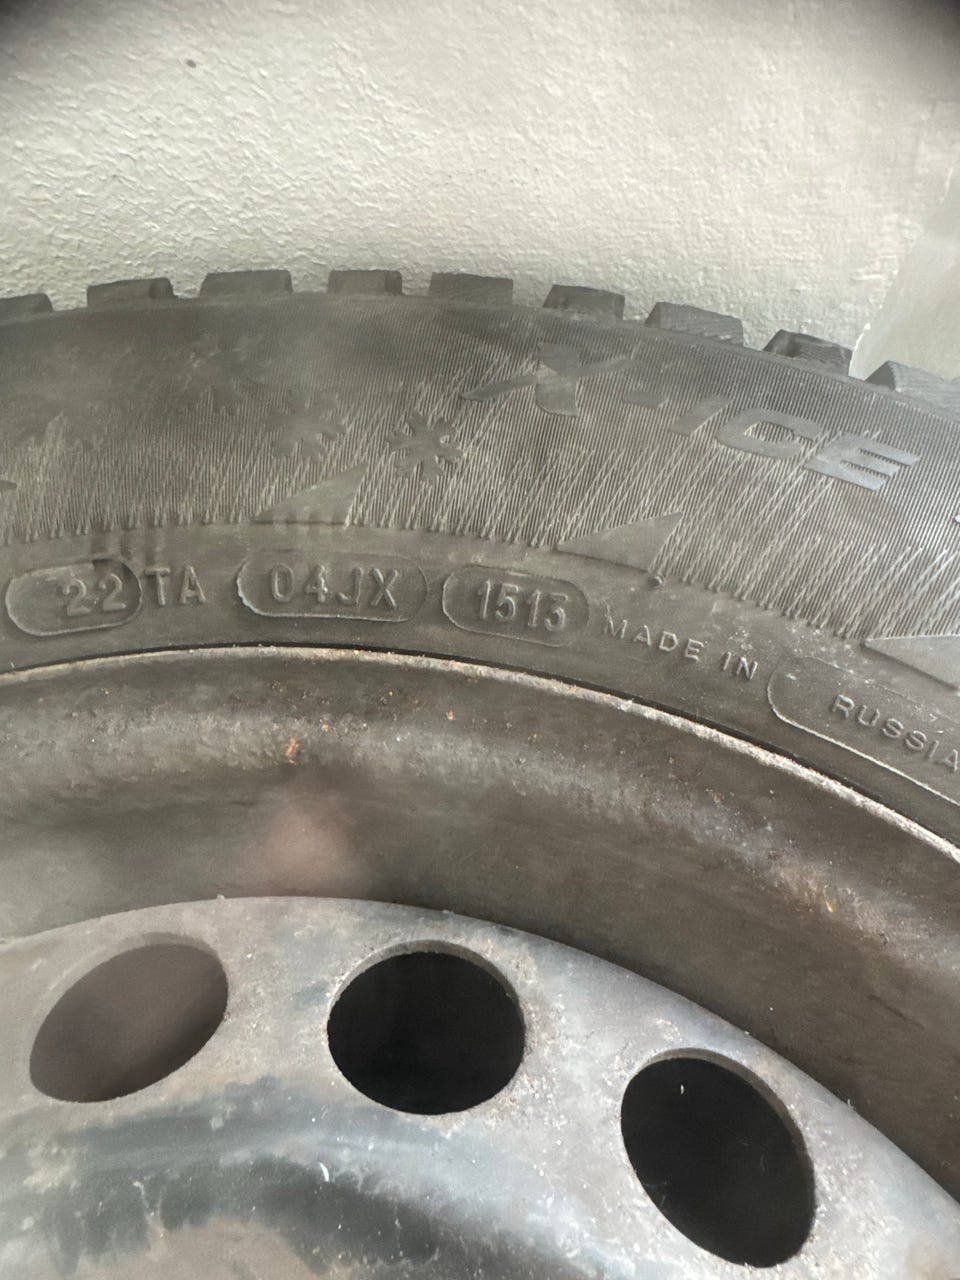 X-ICE
22 TA 04JX 1513 MADE IN RUSSIA